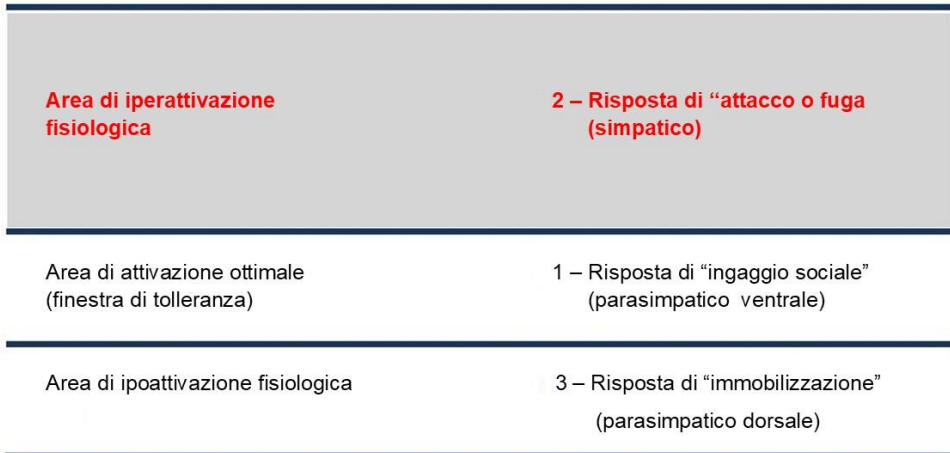 Area di iperattivazione
fisiologica
2 – Risposta di “attacco o fuga
(simpatico)
Area di attivazione ottimale
(finestra di tolleranza)
1 – Risposta di “ingaggio sociale”
(parasimpatico ventrale)
Area di ipoattivazione fisiologica
3 – Risposta di “immobilizzazione”
(parasimpatico dorsale)